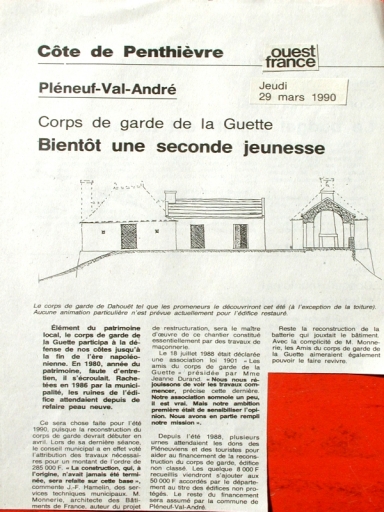 Côte de Penthièvre
ouest
france
Pléneuf-Val-André
Jeudi
29 mars 1990
Corps de garde de la Guette
Bientôt une seconde jeunesse
Le corps de garde de Dahouët tel que les promeneurs le découvriront cet été (à l'exception de la toiture).
Aucune animation particulière n'est prévue actuellement pour l'édifice restauré.
Élément du patrimoine
local, le corps de garde de
la Guette participa à la dé-
fense de nos côtes jusqu'à
la fin de l'ère napoléo-
nienne. En 1980, année du
patrimoine, faute d'entre-
tien, il s'écroulait. Rache-
tées en 1986 par la munici-
palité, les ruines de l'édi-
fice attendaient depuis de
refaire peau neuve.
Ce sera chose faite pour l'été
1990, puisque la reconstruction du
corps de garde devrait débuter en
avril. Lors de sa dernière séance,
le conseil municipal a en effet voté
l'attribution des travaux nécessai-
res pour un montant de l'ordre de
285 000 F. « La construction, qui, à
l'origine, n'avait jamais été termi-
née, sera refaite sur cette base »,
commente J.-F. Hamelin, des ser-
vices techniques municipaux. M.
Monnerie, architecte des Bâti-
ments de France, auteur du projet
de restructuration, sera le maître
d'œuvre de ce chantier constitué
essentiellement par des travaux de
maçonnerie.
Le 18 juillet 1988 était déclarée
une association loi 1901 « Les
amis du corps de garde de la
Guette » présidée par Mme
Jeanne Durand. « Nous nous ré-
jouissons de voir les travaux com-
mencer, précise cette dernière.
Notre association somnole un peu,
il est vrai. Mais notre ambition
première était de sensibiliser l'opi-
nion. Nous avons en partie rempli
notre mission ».
Depuis l'été 1988, plusieurs
urnes attendaient les dons des
Pléneuviens et des touristes pour
aider au financement de la recons-
truction du corps de garde, édifice
non classé. Les quelque 8 000 F
recueillis viendront s'ajouter aux
50 000 F accordés par le départe-
ment au titre des édifices non pro-
tégés. Le reste du financement
sera assumé par la commune de
Pléneuf-Val-André.
Reste la reconstruction de la
batterie qui joustait le bâtiment.
Avec la complicité de M. Monne-
rie, les Amis du corps de garde de
la Guette aimeraient également
pouvoir le faire revivre.